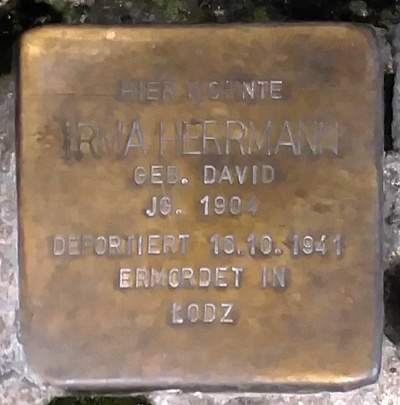 HIER WOHNTE
IRMA HERRMANN
GEB. DAVID
JG. 1904
DEPORTIERT 16.10.1941
ERMORDET IN
ŁODZ